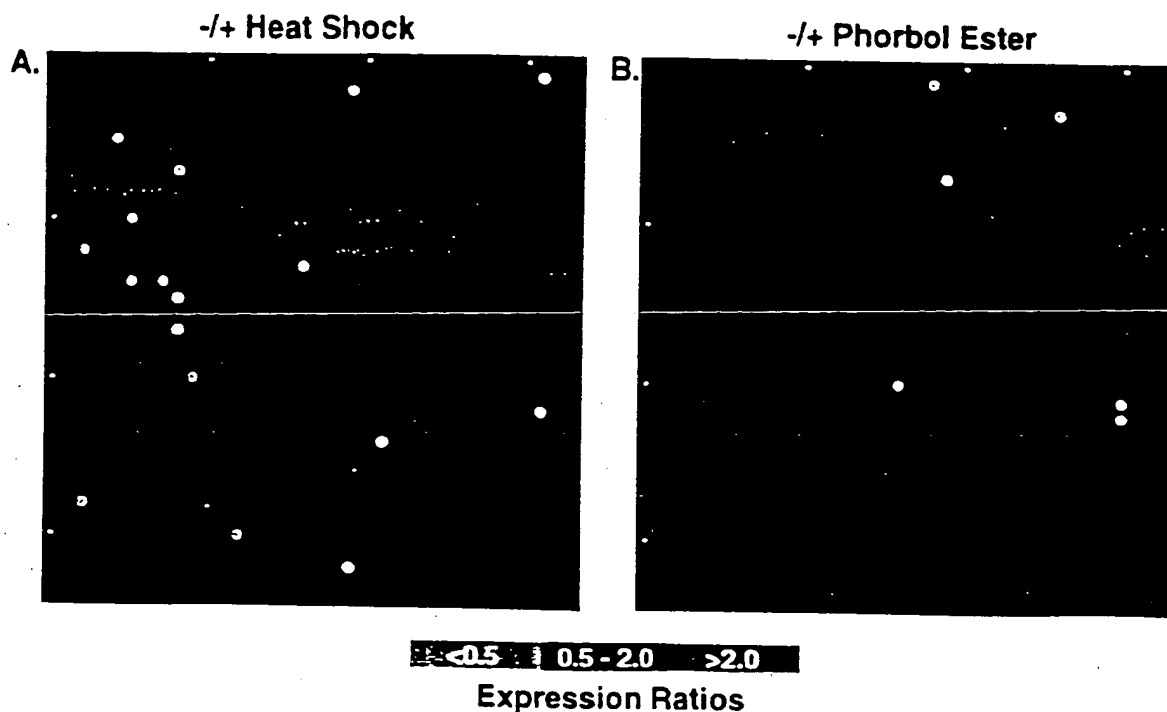 -/+ Heat Shock
-/+ Phorbol Ester
A.
B.
<0.5 0.5 - 2.0 >2.0
Expression Ratios